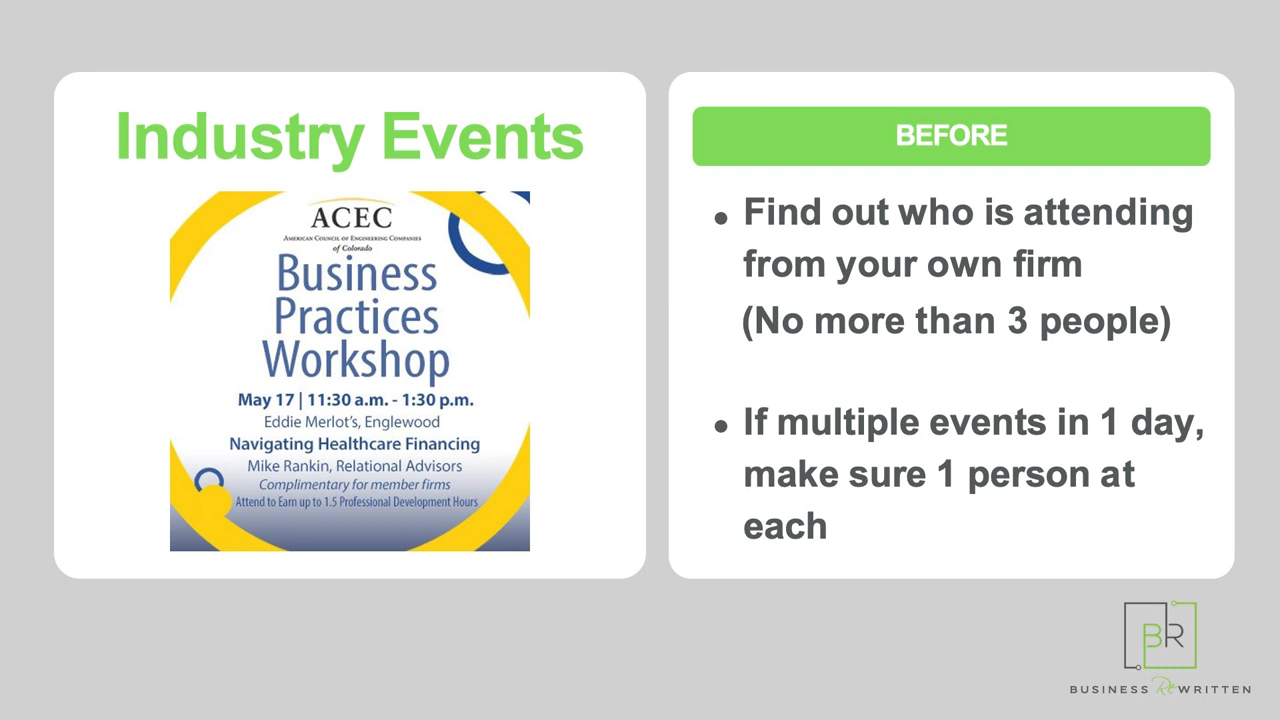 Industry Events
ACEC
AMERICAN COUNCIL OF ENGINEERING COMPANIES
of Colorado
Business
Practices
Workshop
May 17 | 11:30 a.m. - 1:30 p.m.
Eddie Merlot's, Englewood
Navigating Healthcare Financing
Mike Rankin, Relational Advisors
Complimentary for member firms
Attend to Earn up to 1.5 Professional Development Hours
BEFORE
• Find out who is attending
from your own firm
(No more than 3 people)
• If multiple events in 1 day,
make sure 1 person at
each
BR
BUSINESS Re WRITTEN